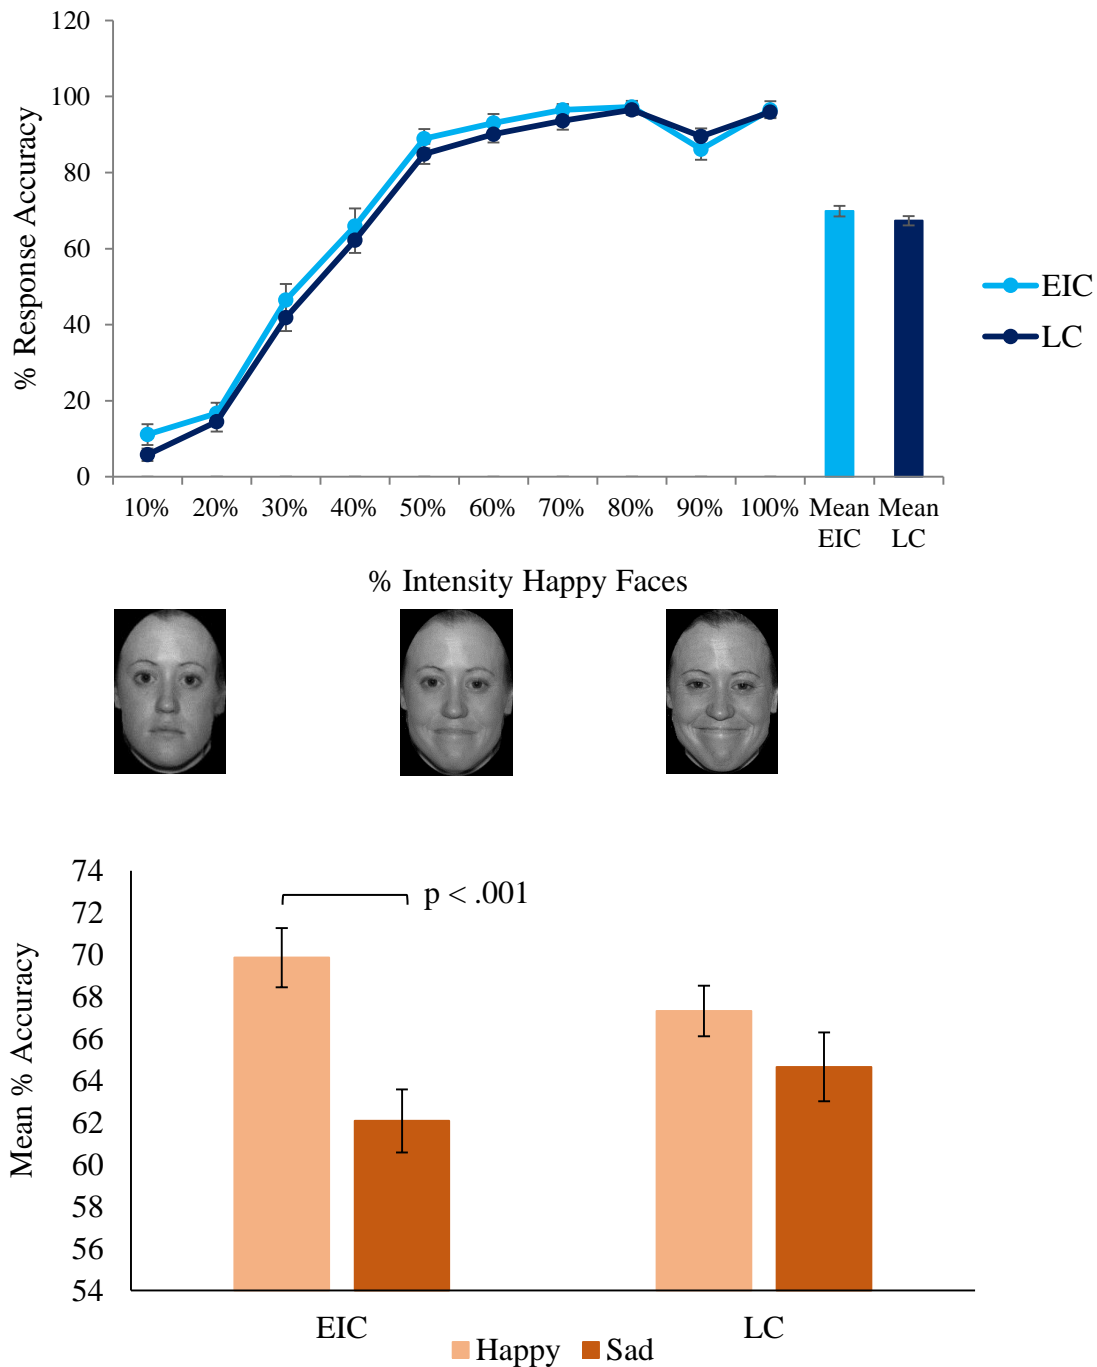 120
100
80
60
40
20
0
% Response Accuracy
10% 20% 30% 40% 50% 60% 70% 80% 90% 100% Mean Mean
EIC LC
% Intensity Happy Faces
EIC
LC
74
72
70
68
66
64
62
60
58
56
54
Mean % Accuracy
p < .001
EIC LC
Happy Sad